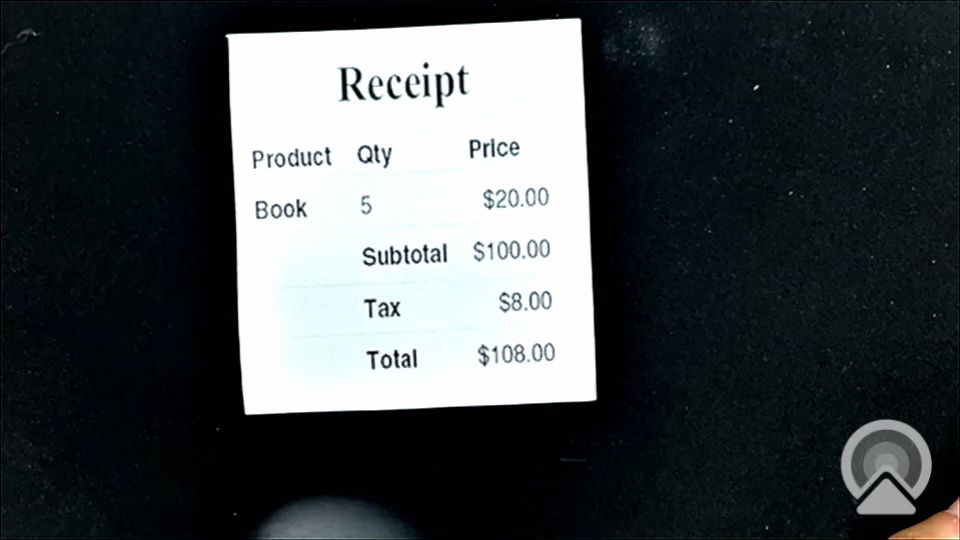 Receipt
Product Qty Price
Book 5 $20.00
Subtotal $100.00
Tax $8.00
Total $108.00